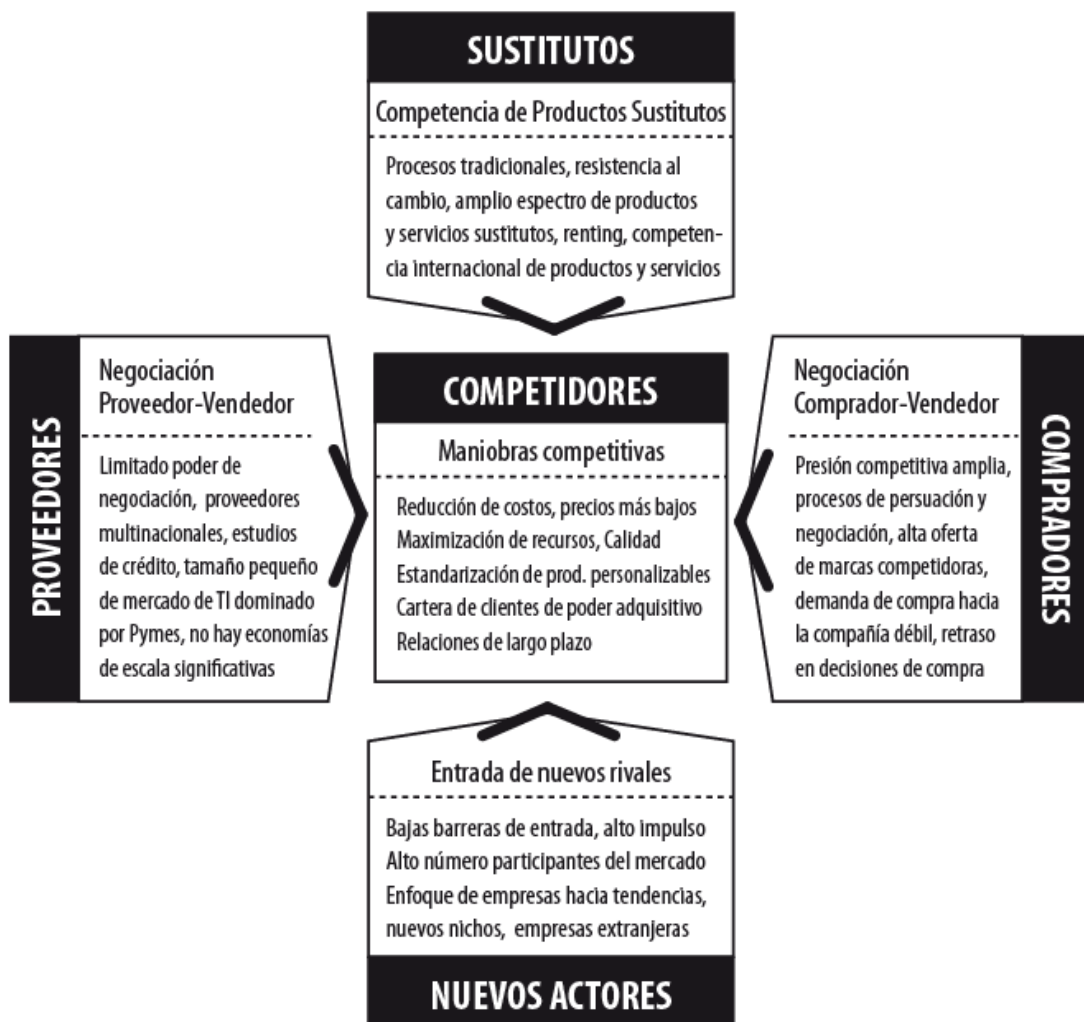 SUSTITUTOS
Competencia de Productos Sustitutos
Procesos tradicionales, resistencia al
cambio, amplio espectro de productos
y servicios sustitutos, renting, competen-
cia internacional de productos y servicios
PROVEEDORES
Negociación
Proveedor-Vendedor
Limitado poder de
negociación, proveedores
multinacionales, estudios
de crédito, tamaño pequeño
de mercado de TI dominado
por Pymes, no hay economías
de escala significativas
COMPETIDORES
Maniobras competitivas
Reducción de costos, precios más bajos
Maximización de recursos, Calidad
Estandarización de prod. personalizables
Cartera de clientes de poder adquisitivo
Relaciones de largo plazo
Negociación
Comprador-Vendedor
Presión competitiva amplia,
procesos de persuación y
negociación, alta oferta
de marcas competidoras,
demanda de compra hacia
la compañía débil, retraso
en decisiones de compra
COMPRADORES
Entrada de nuevos rivales
Bajas barreras de entrada, alto impulso
Alto número participantes del mercado
Enfoque de empresas hacia tendencias,
nuevos nichos, empresas extranjeras
NUEVOS ACTORES